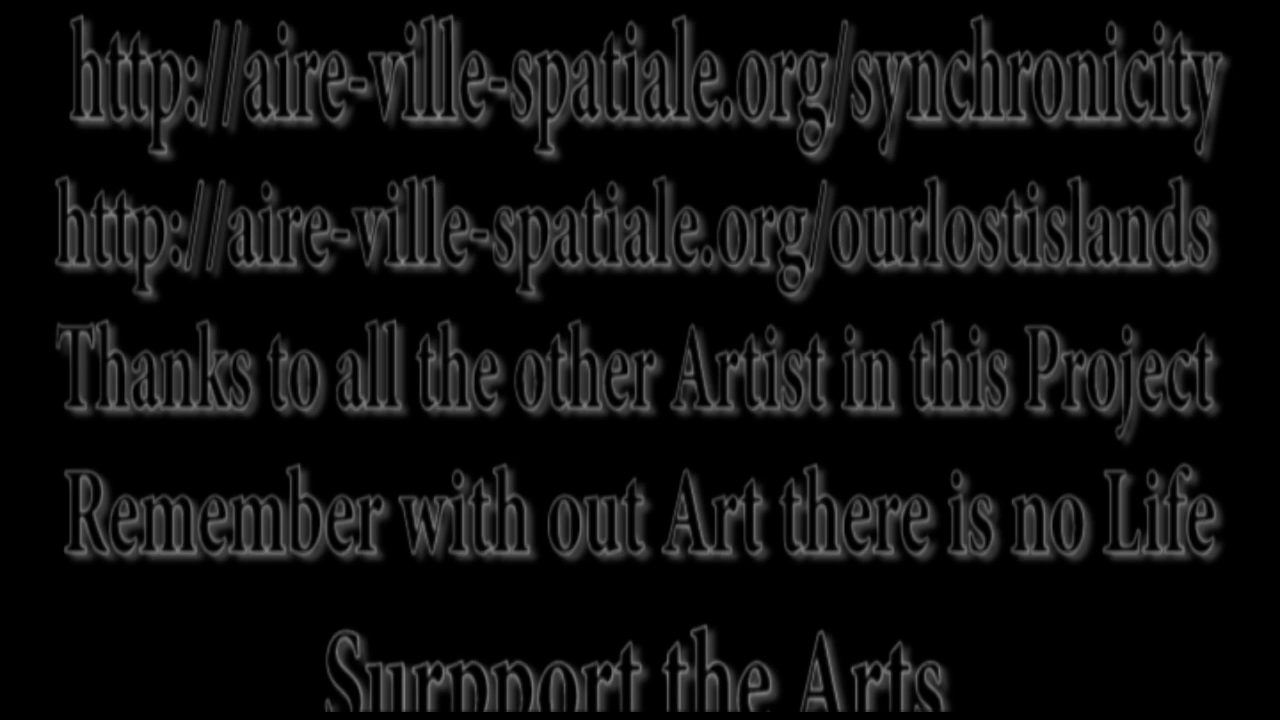 http://aire-ville-spatiale.org/synchronicity
http://aire-ville-spatiale.org/ourlostislands
Thanks to all the other Artist in this Project
Remember with out Art there is no Life
Surpport the Arts